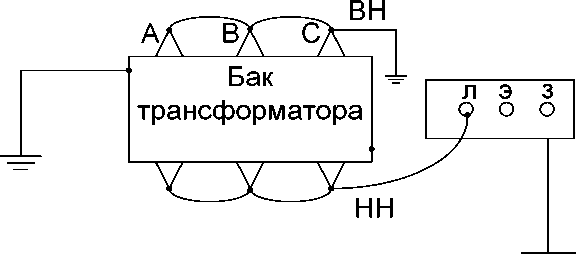 ВН
А В С
Бак
трансформатора
Л Э З
НН